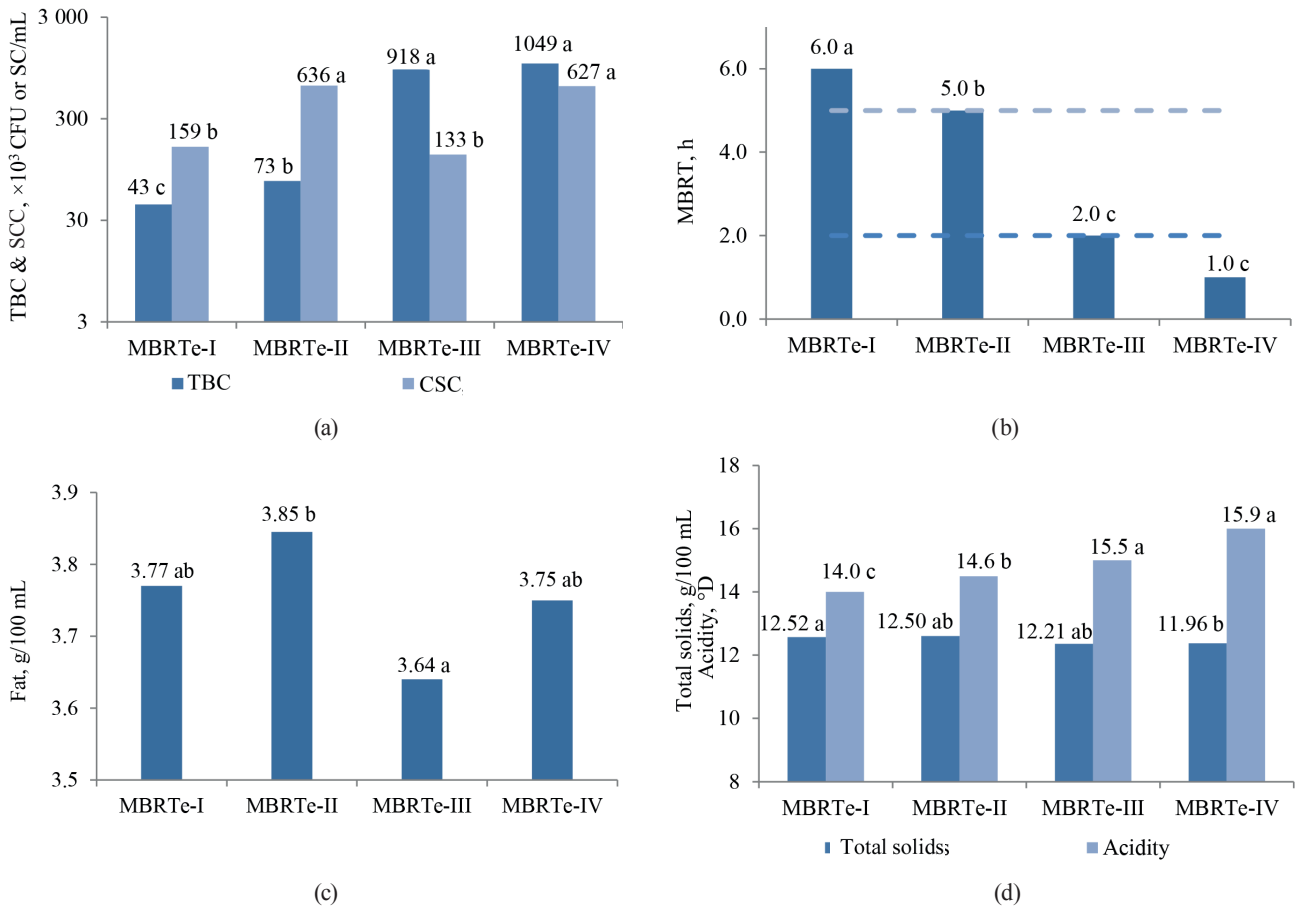 TBC & SCC, ×10³ CFU or SC/mL
3 000
300
30
3
43 c
159 b
73 b
636 a
918 a
133 b
1049 a
627 a
MBRTe-I
MBRTe-II
MBRTe-III
MBRTe-IV
TBC
CSC
(a)
MBRT, h
6.0
4.0
2.0
0.0
6.0 a
5.0 b
2.0 c
1.0 c
MBRTe-I
MBRTe-II
MBRTe-III
MBRTe-IV
(b)
Fat, g/100 mL
3.9
3.8
3.7
3.6
3.5
3.77 ab
3.85 b
3.64 a
3.75 ab
MBRTe-I
MBRTe-II
MBRTe-III
MBRTe-IV
(c)
Total solids, g/100 mL
Acidity, °D
18
16
14
12
10
8
12.52 a
14.0 c
12.50 ab
14.6 b
12.21 ab
15.5 a
11.96 b
15.9 a
MBRTe-I
MBRTe-II
MBRTe-III
MBRTe-IV
Total solids;
Acidity
(d)